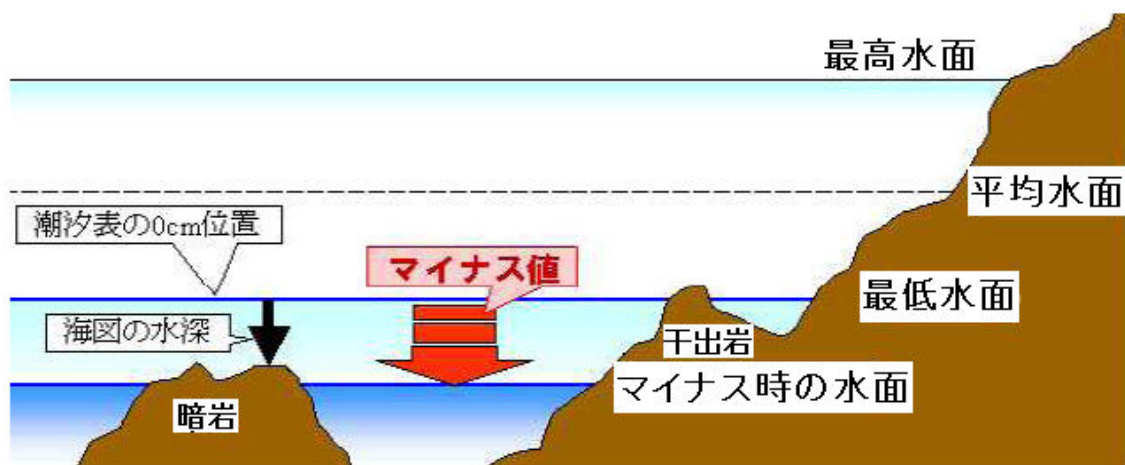 最高水面
平均水面
潮汐表の0cm位置
マイナス値
最低水面
海図の水深
干出岩
マイナス時の水面
暗岩